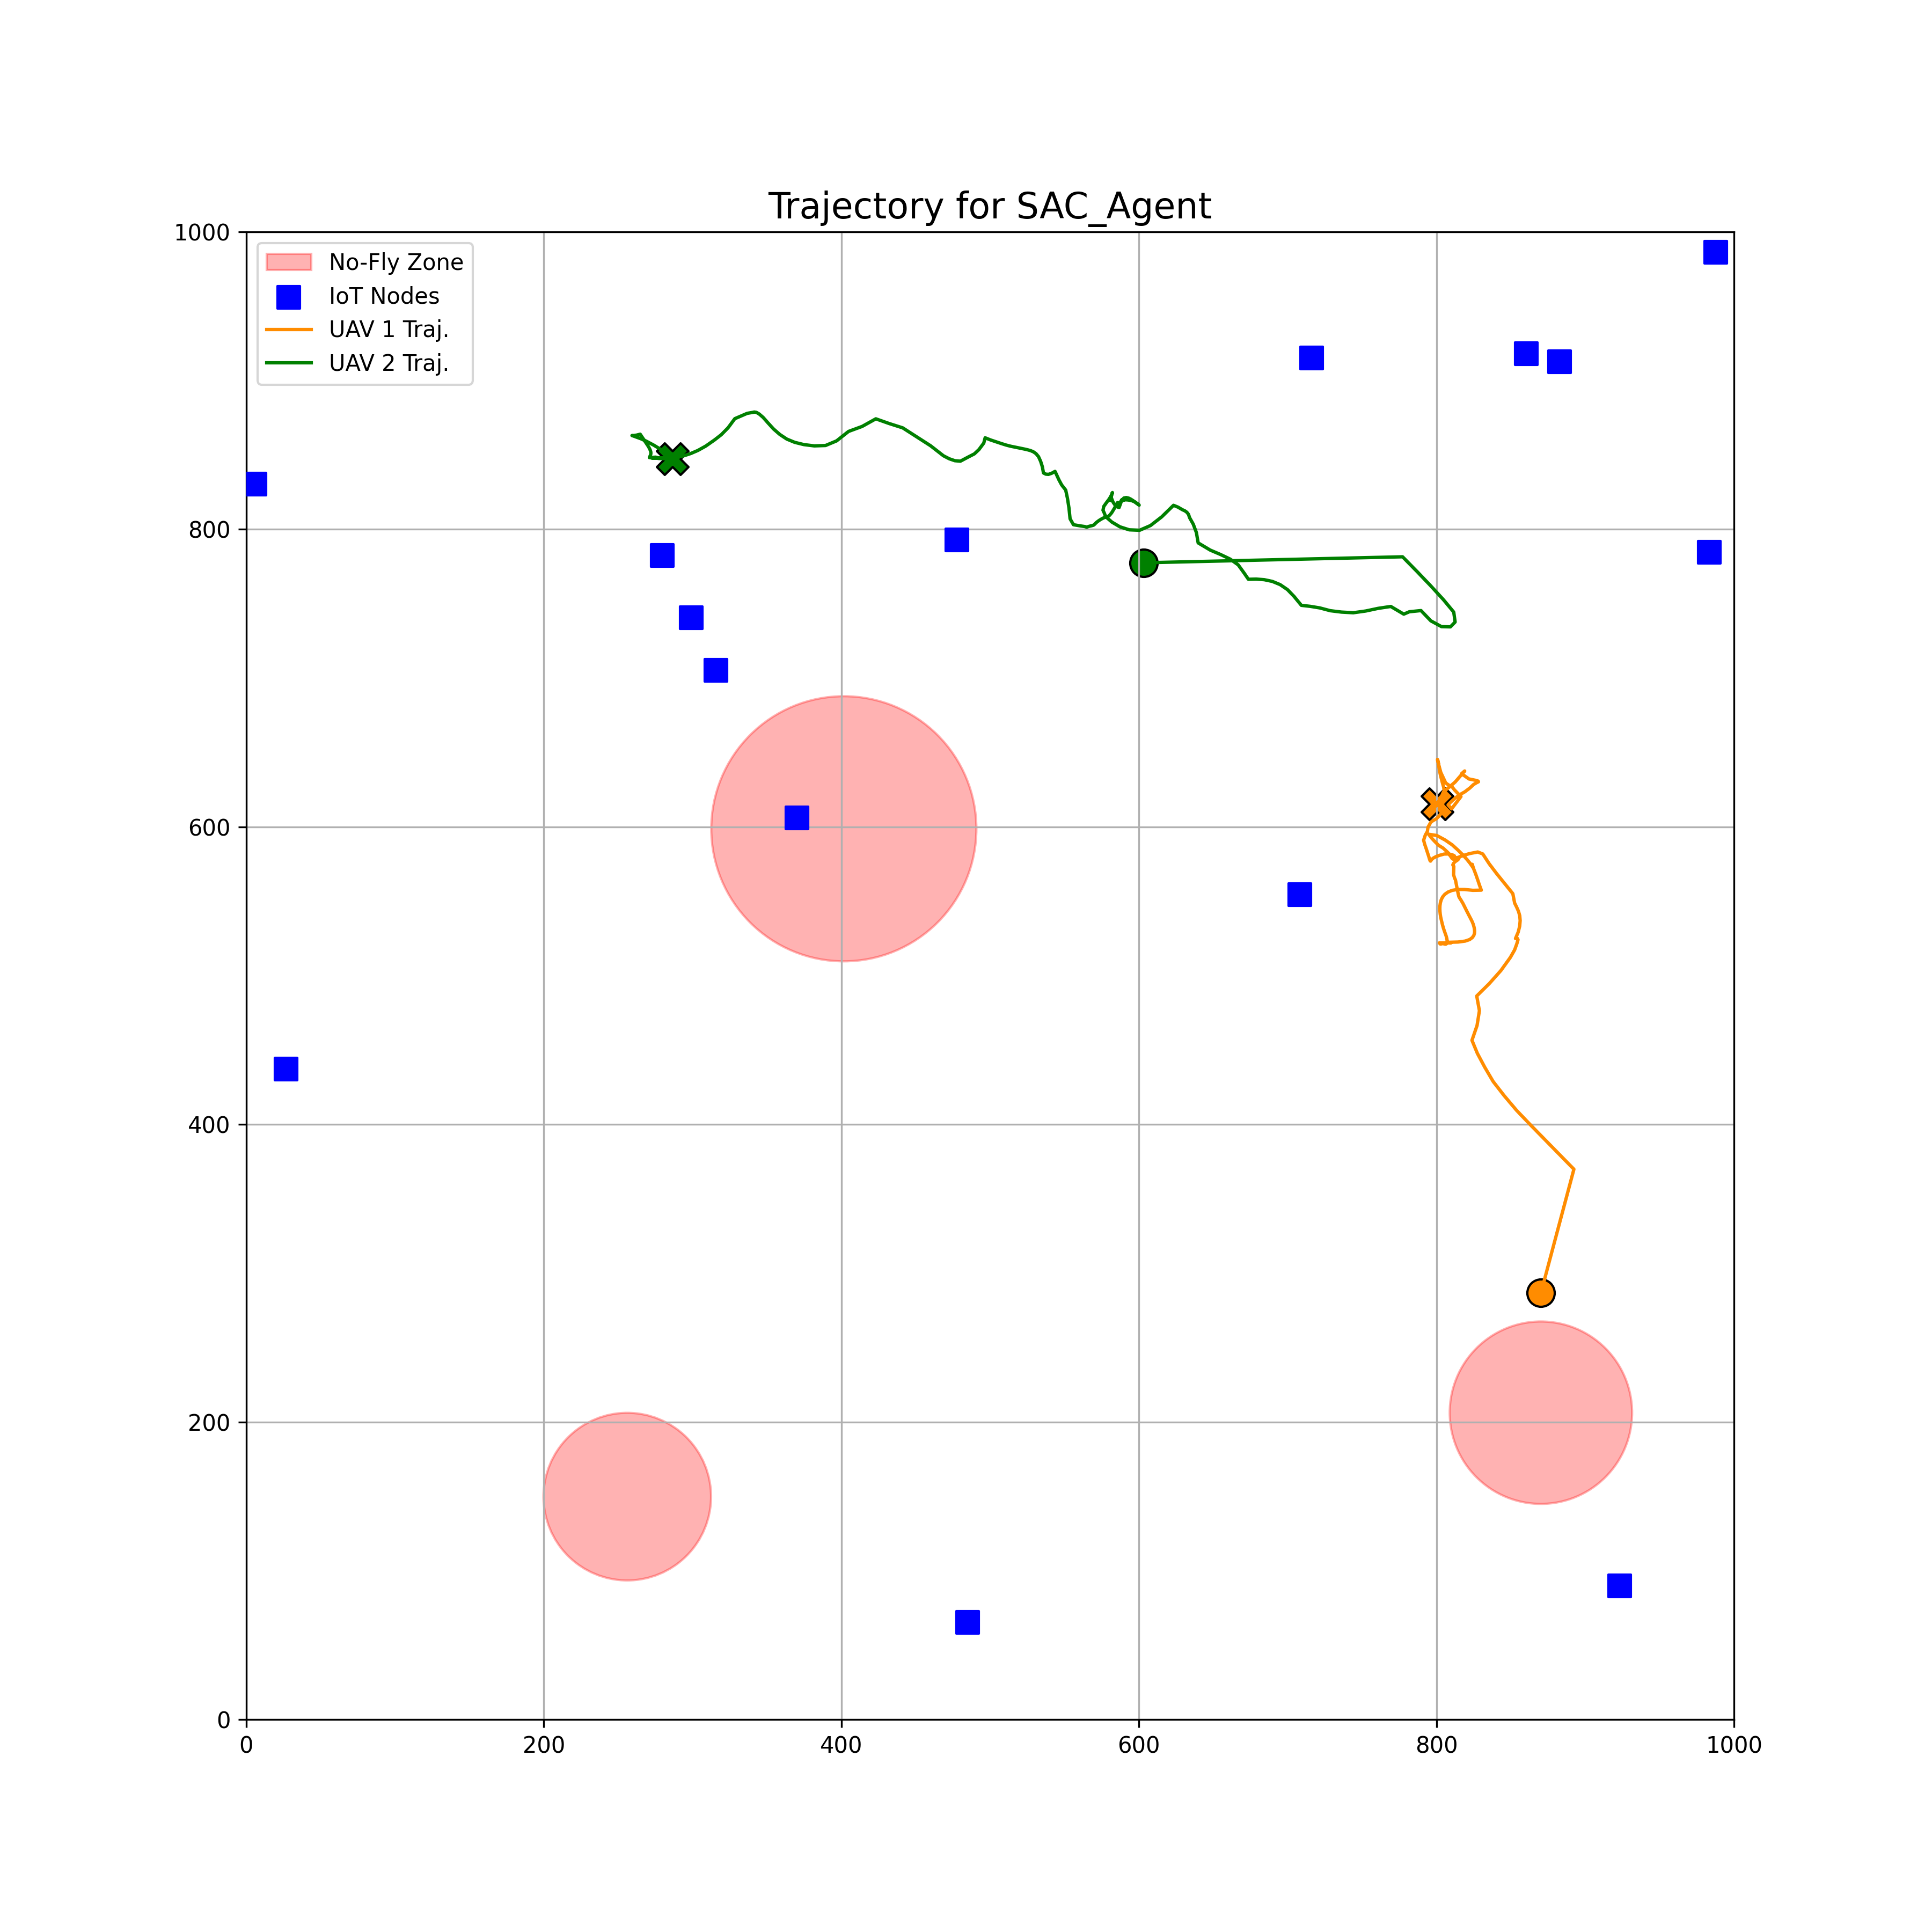 Trajectory for SAC_Agent
1000
800
600
400
200
0
No-Fly Zone
IoT Nodes
UAV 1 Traj.
UAV 2 Traj.
0 200 400 600 800 1000